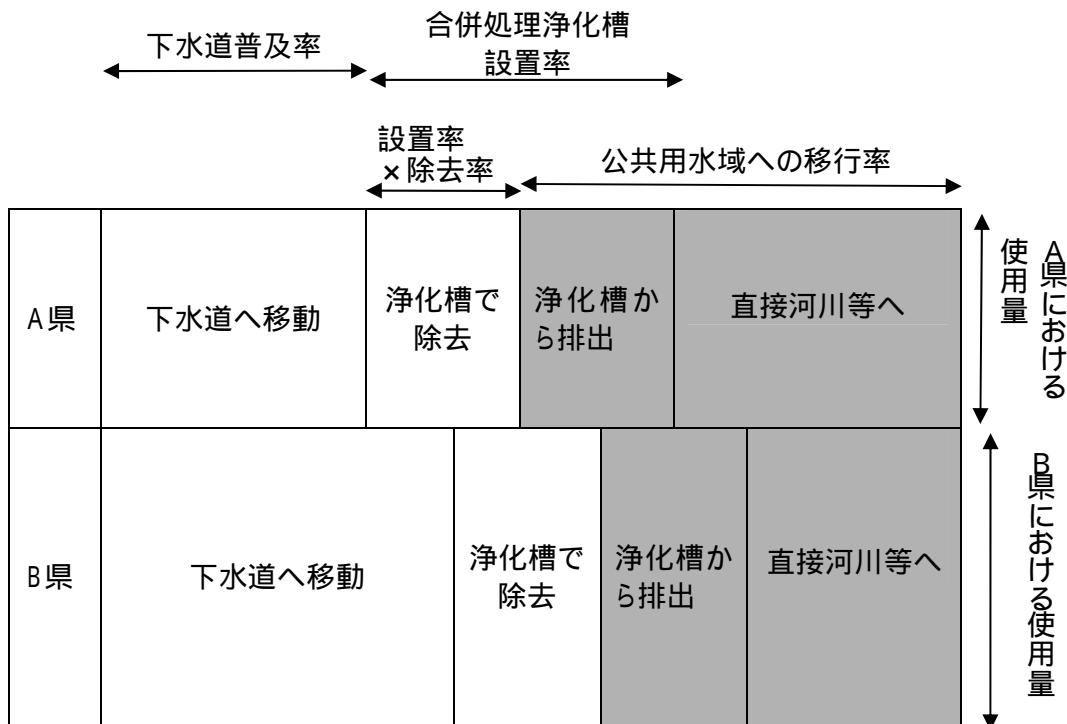 下水道普及率
合併処理浄化槽
設置率
設置率
×除去率
公共用水域への移行率
A県
下水道へ移動
浄化槽で
除去
浄化槽か
ら排出
直接河川等へ
A県における
使用量
B県
下水道へ移動
浄化槽で
除去
浄化槽か
ら排出
直接河川等へ
B県における使用量